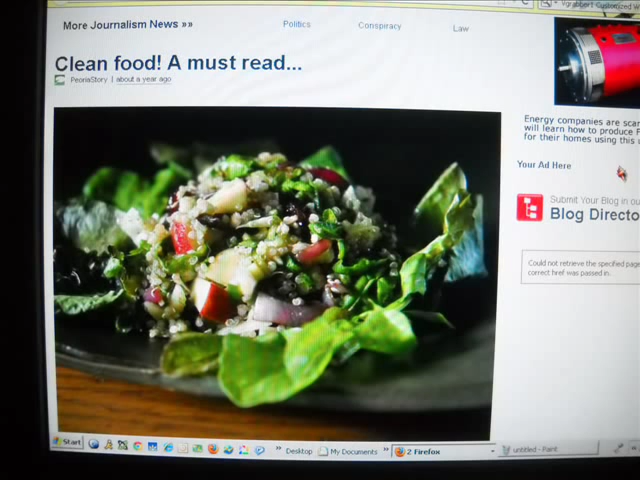 More Journalism News »»
Politics
Conspiracy
Law
Clean food! A must read...
PeoriaStory | about a year ago
Energy companies are scar
will learn how to produce F
for their homes using this
Your Ad Here
Submit Your Blog in ou
Blog Directo
Could not retrieve the specified page
correct href was passed in.
Start
Desktop
My Documents
2 Firefox
untitled - Paint